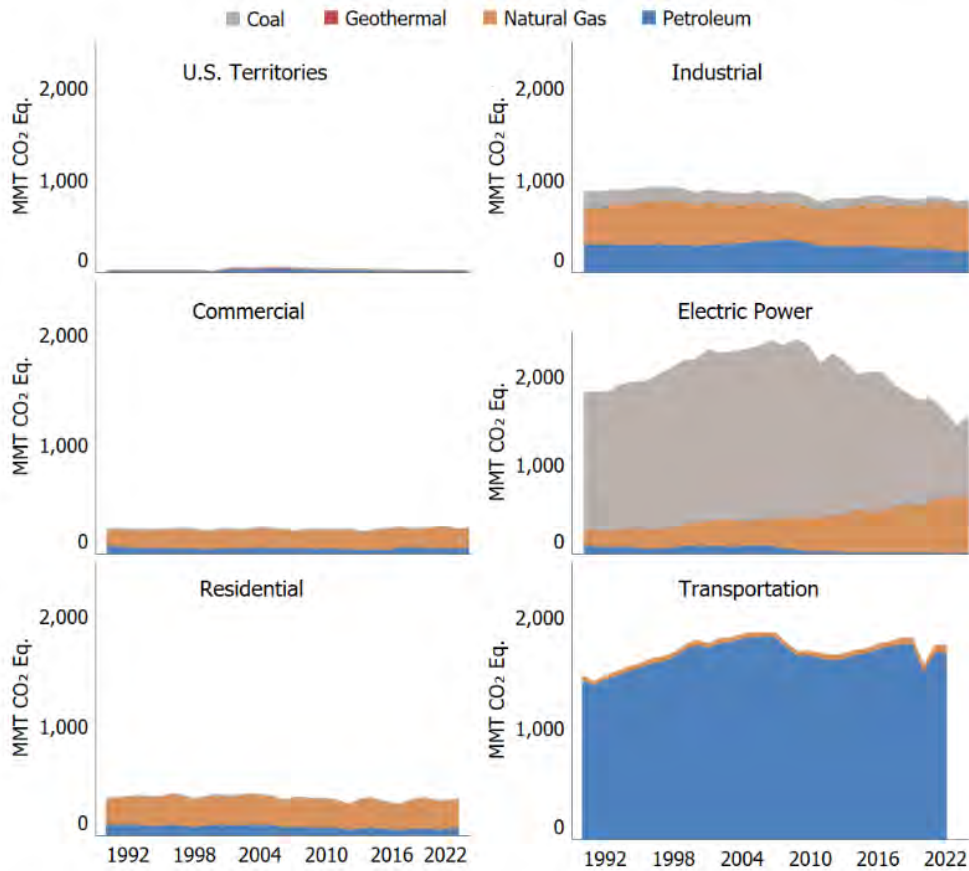 Coal Geothermal Natural Gas Petroleum
U.S. Territories
MMT CO₂ Eq.
2,000
1,000
0
Industrial
MMT CO₂ Eq.
2,000
1,000
0
Commercial
MMT CO₂ Eq.
2,000
1,000
0
Electric Power
MMT CO₂ Eq.
2,000
1,000
0
Residential
MMT CO₂ Eq.
2,000
1,000
0
1992 1998 2004 2010 2016 2022
Transportation
MMT CO₂ Eq.
2,000
1,000
0
1992 1998 2004 2010 2016 2022